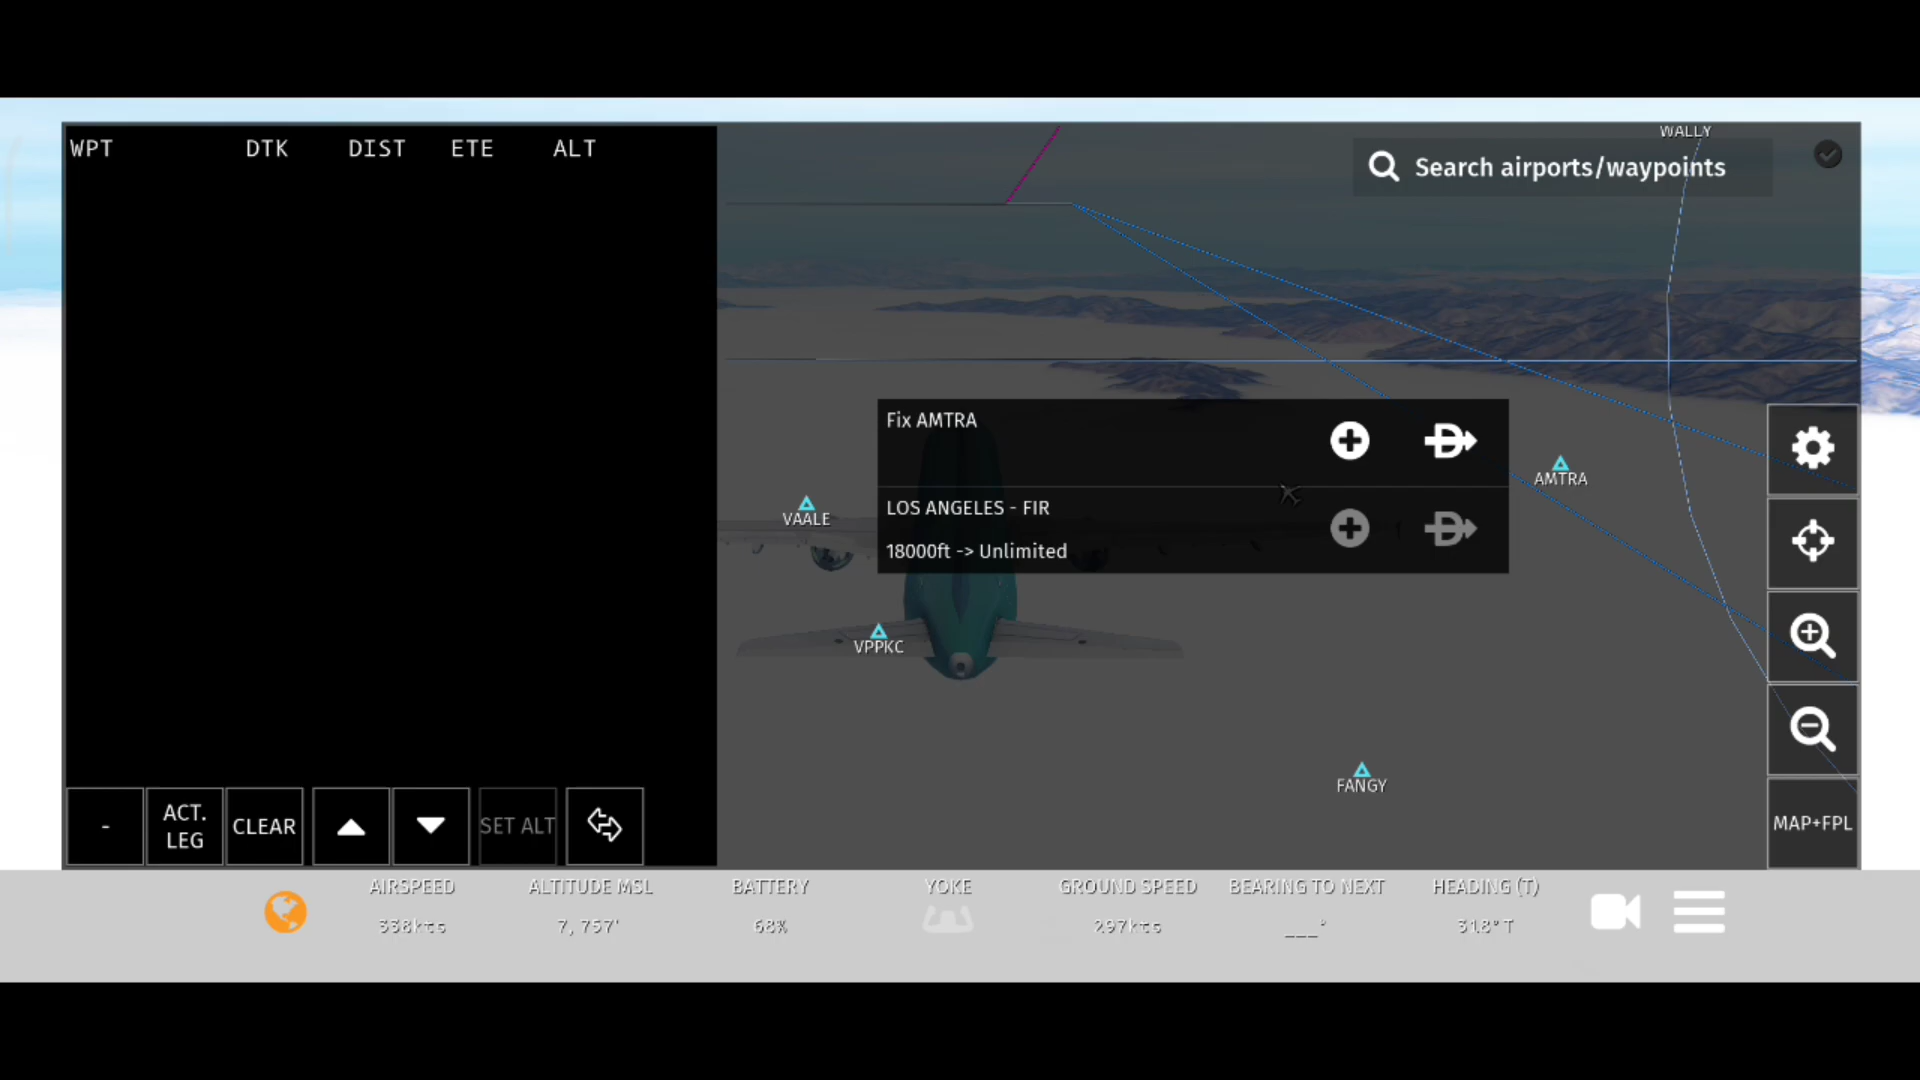 WPT DTK DIST ETE ALT
WALLY
Search airports/waypoints
Fix AMTRA
LOS ANGELES - FIR
18000ft -> Unlimited
AMTRA
VAALE
VPPKC
FANGY
-
ACT. LEG
CLEAR
SET ALT
MAP+FPL
AIRSPEED
338kts
ALTITUDE MSL
7,757'
BATTERY
68%
YOKE
GROUND SPEED
297kts
BEARING TO NEXT
___°
HEADING (T)
318°T